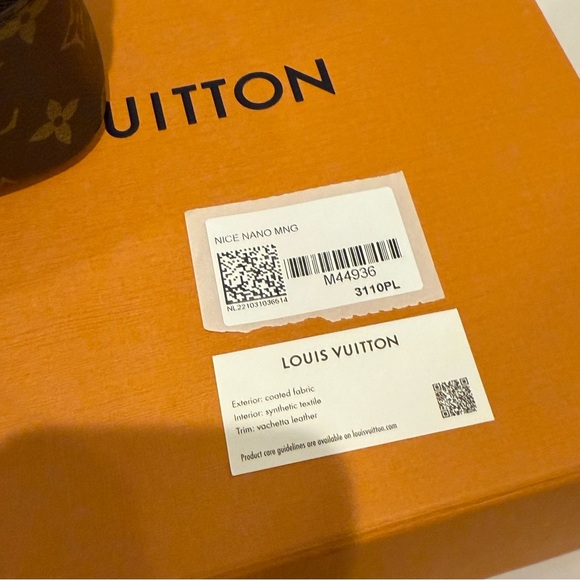 UITTON
NICE NANO MNG
M44936
3110PL
NL221031036614
LOUIS VUITTON
Exterior: coated fabric
Interior: synthetic textile
Trim: vachetta leather
Product care guidelines are available on louisvuitton.com